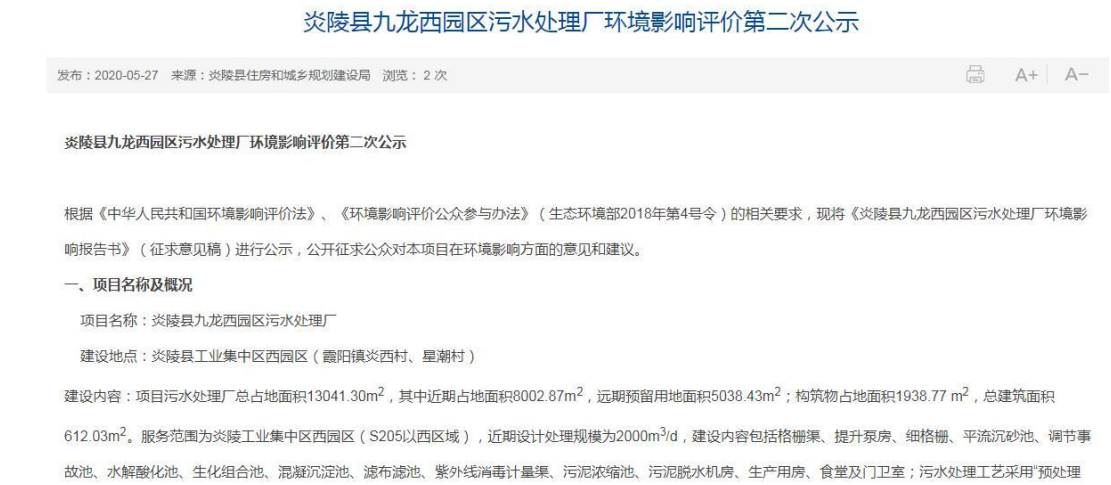 炎陵县九龙西园区污水处理厂环境影响评价第二次公示
发布：2020-05-27 来源：炎陵县住房和城乡规划建设局 浏览： 2 次 A+ A-
炎陵县九龙西园区污水处理厂环境影响评价第二次公示
根据《中华人民共和国环境影响评价法》、《环境影响评价公众参与办法》（生态环境部2018年第4号令）的相关要求，现将《炎陵县九龙西园区污水处理厂环境影
响报告书》（征求意见稿）进行公示，公开征求公众对本项目在环境影响方面的意见和建议。
一、项目名称及概况
项目名称：炎陵县九龙西园区污水处理厂
建设地点：炎陵县工业集中区西园区（霞阳镇炎西村、星潮村）
建设内容：项目污水处理厂总占地面积13041.30m²，其中近期占地面积8002.87m²，远期预留用地面积5038.43m²；构筑物占地面积1938.77 m²，总建筑面积
612.03m²。服务范围为炎陵工业集中区西园区（S205以西区域），近期设计处理规模为2000m³/d，建设内容包括格栅渠、提升泵房、细格栅、平流沉砂池、调节事
故池、水解酸化池、生化组合池、混凝沉淀池、滤布滤池、紫外线消毒计量渠、污泥浓缩池、污泥脱水机房、生产用房、食堂及门卫室；污水处理工艺采用“预处理